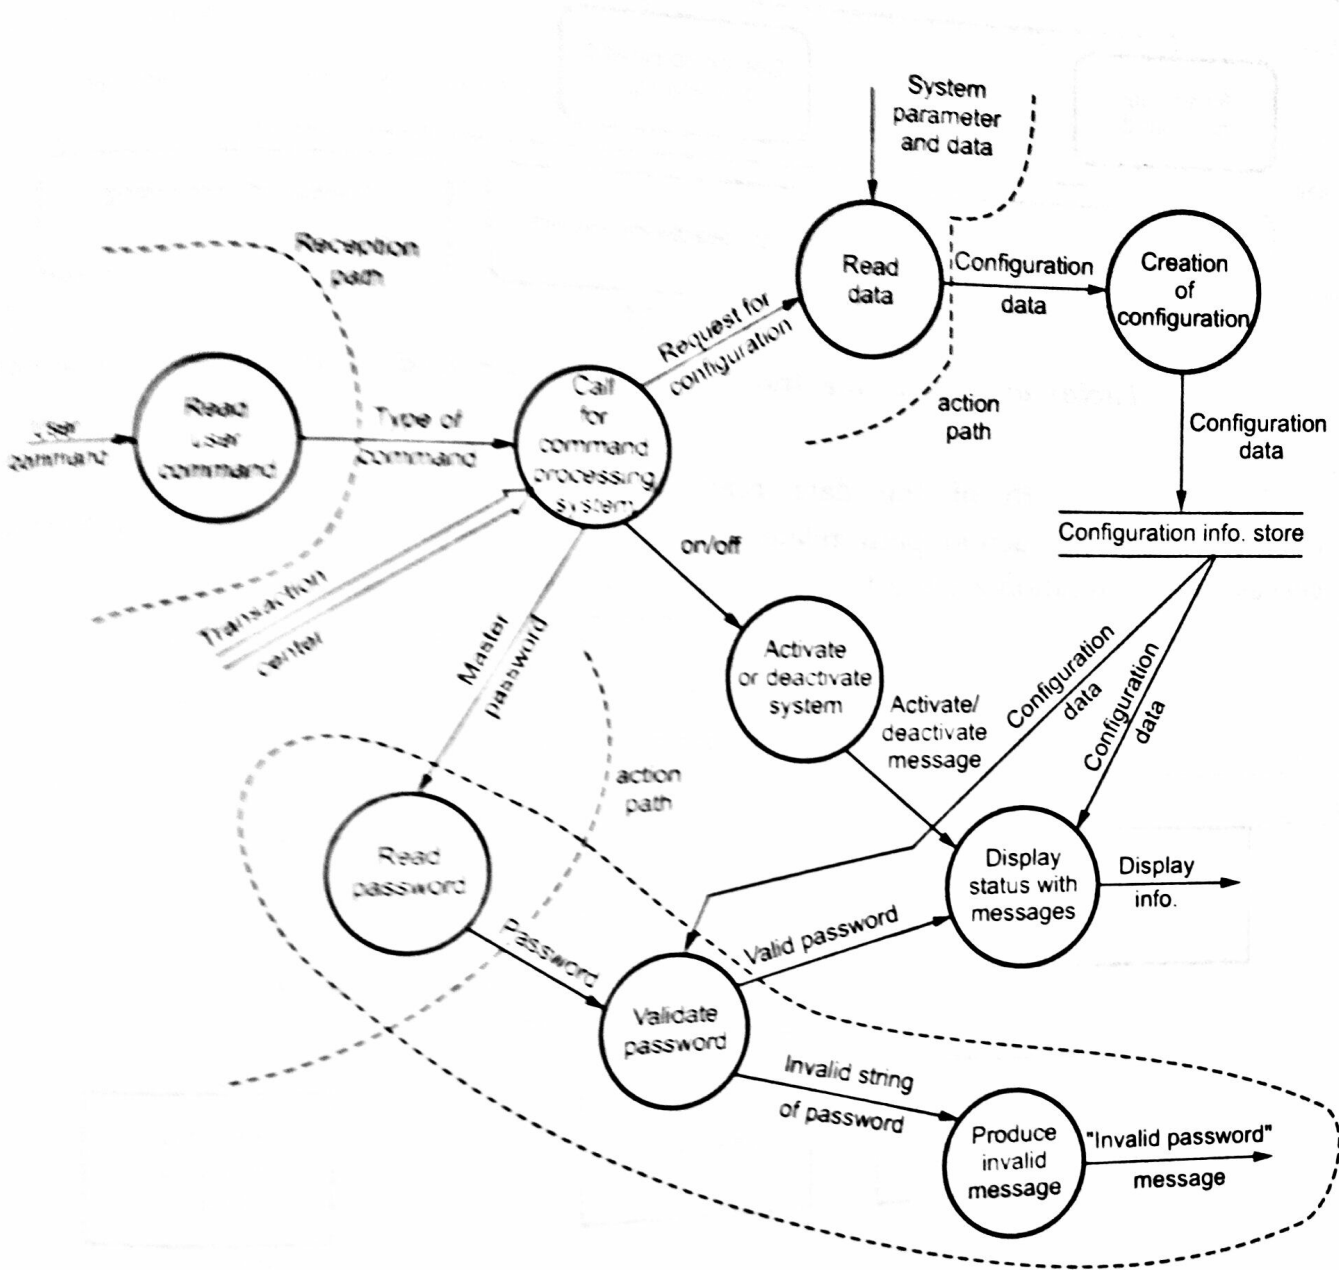 System
parameter
and data
Reception
path
Read
data
Configuration
data
Creation
of
configuration
Request for
configuration
action
path
User
command
Read
user
command
Type of
command
Call
for
command
processing
system
Configuration
data
Configuration info. store
on/off
Transaction
center
Master
password
Activate
or deactivate
system
Activate/
deactivate
message
Configuration
data
Configuration
data
action
path
Read
password
Password
Display
status with
messages
Display
info.
Valid password
Validate
password
Invalid string
of password
Produce
invalid
message
"Invalid password"
message